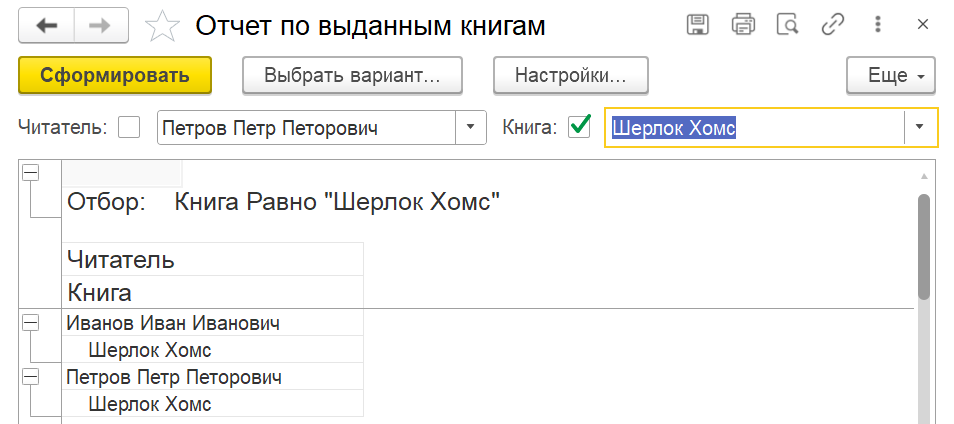 Отчет по выданным книгам
Сформировать Выбрать вариант... Настройки... Еще
Читатель: Петров Петр Петорович Книга: Шерлок Хомс
Отбор: Книга Равно "Шерлок Хомс"
Читатель
Книга
Иванов Иван Иванович
Шерлок Хомс
Петров Петр Петорович
Шерлок Хомс